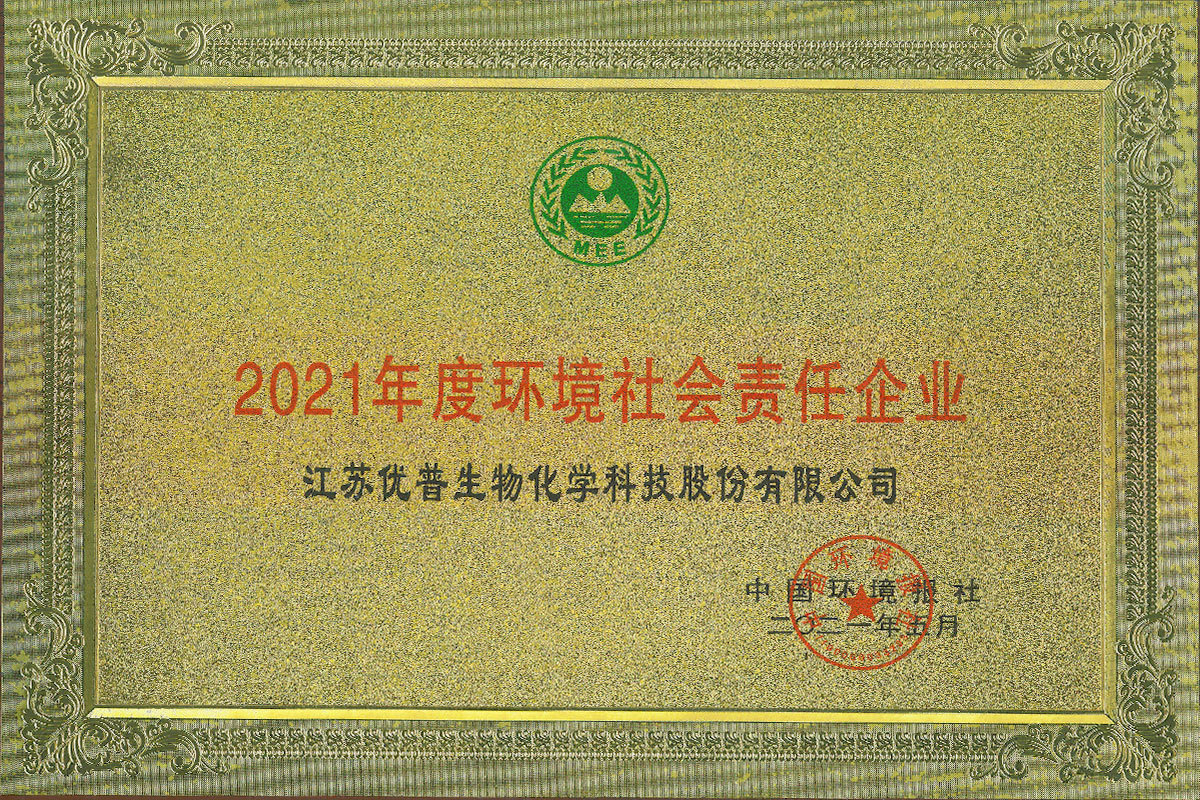 MEE
2021年度环境社会责任企业
江苏优普生物化学科技股份有限公司
中国环境报社
二〇二一年五月